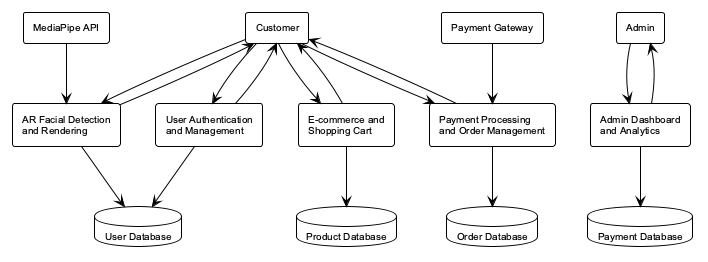 MediaPipe API
Customer
Payment Gateway
Admin
AR Facial Detection
and Rendering
User Authentication
and Management
E-commerce and
Shopping Cart
Payment Processing
and Order Management
Admin Dashboard
and Analytics
User Database
Product Database
Order Database
Payment Database